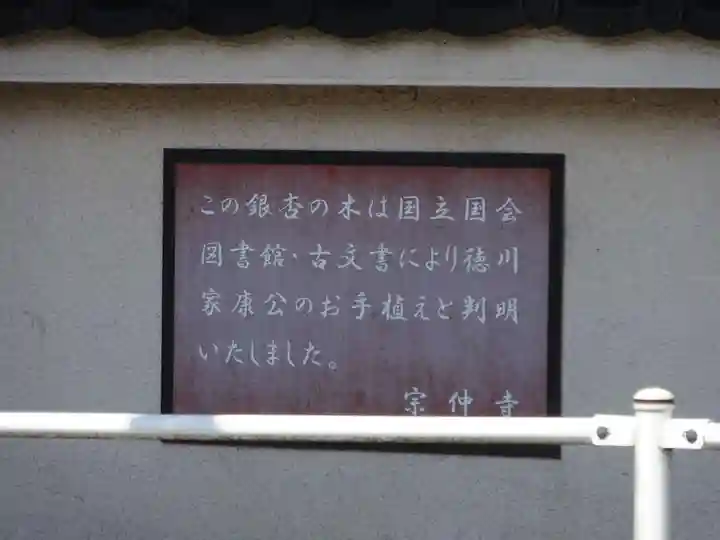 この銀杏の木は国立国会
図書館・古文書により徳川
家康公のお手植えと判明
いたしました。
宗仲寺